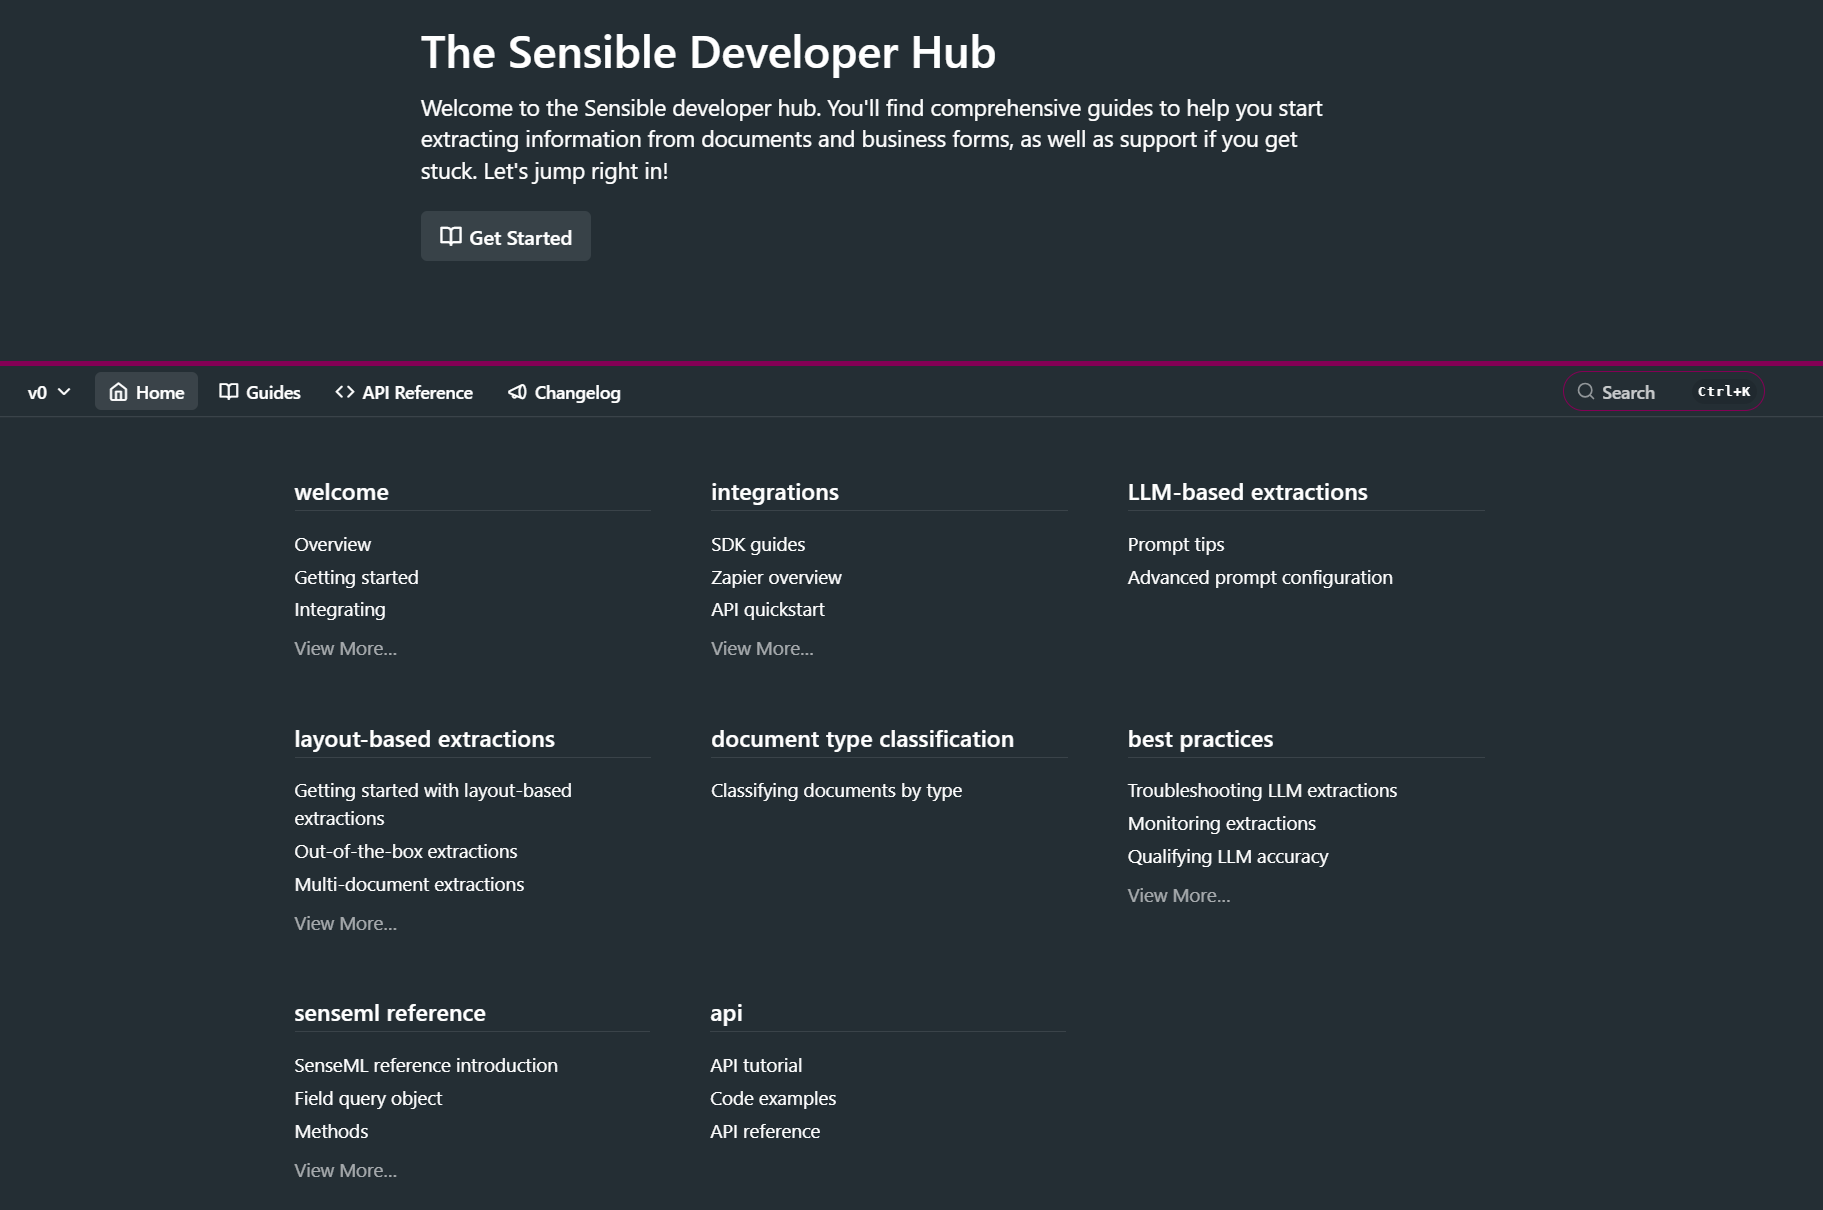 The Sensible Developer Hub
Welcome to the Sensible developer hub. You'll find comprehensive guides to help you start
extracting information from documents and business forms, as well as support if you get
stuck. Let's jump right in!
Get Started
v0 Home Guides API Reference Changelog Search Ctrl+K
welcome
Overview
Getting started
Integrating
View More...
integrations
SDK guides
Zapier overview
API quickstart
View More...
LLM-based extractions
Prompt tips
Advanced prompt configuration
layout-based extractions
Getting started with layout-based
extractions
Out-of-the-box extractions
Multi-document extractions
View More...
document type classification
Classifying documents by type
best practices
Troubleshooting LLM extractions
Monitoring extractions
Qualifying LLM accuracy
View More...
senseml reference
SenseML reference introduction
Field query object
Methods
View More...
api
API tutorial
Code examples
API reference